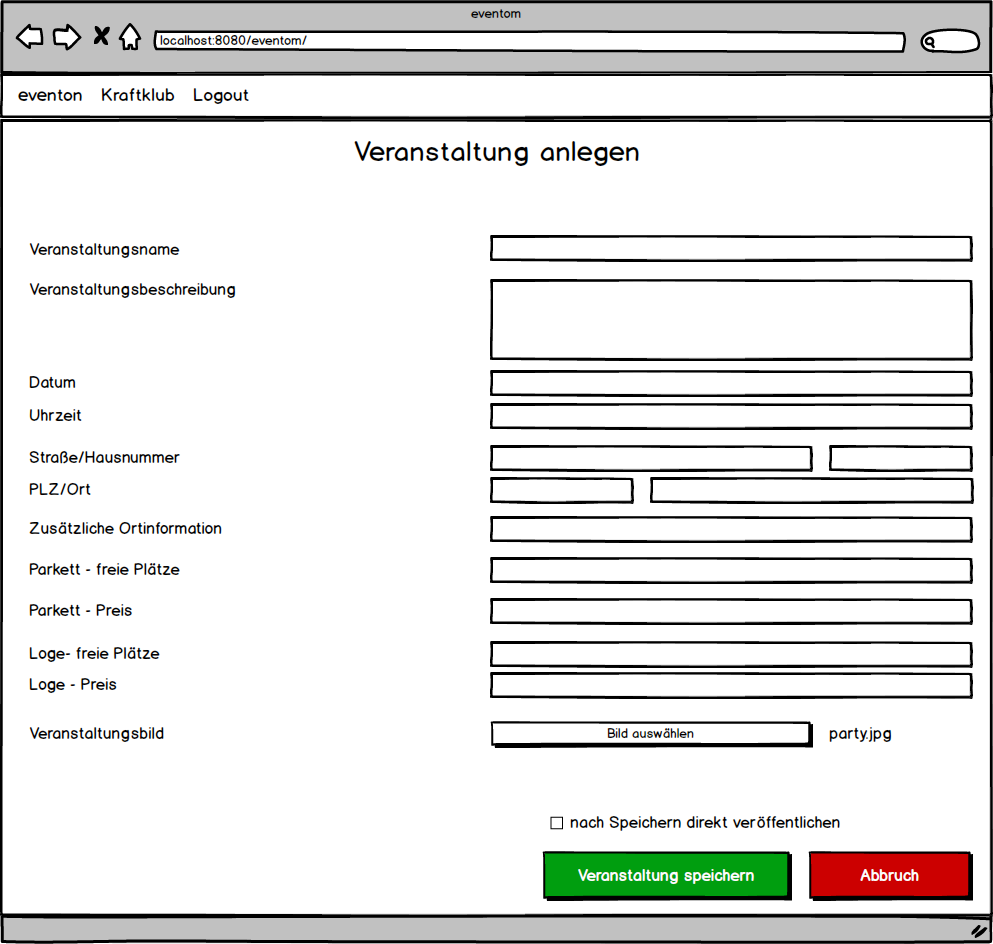 eventom
localhost:8080/eventom/
eventon Kraftklub Logout
Veranstaltung anlegen
Veranstaltungsname
Veranstaltungsbeschreibung
Datum
Uhrzeit
Straße/Hausnummer
PLZ/Ort
Zusätzliche Ortinformation
Parkett - freie Plätze
Parkett - Preis
Loge- freie Plätze
Loge - Preis
Veranstaltungsbild Bild auswählen party.jpg
nach Speichern direkt veröffentlichen
Veranstaltung speichern Abbruch